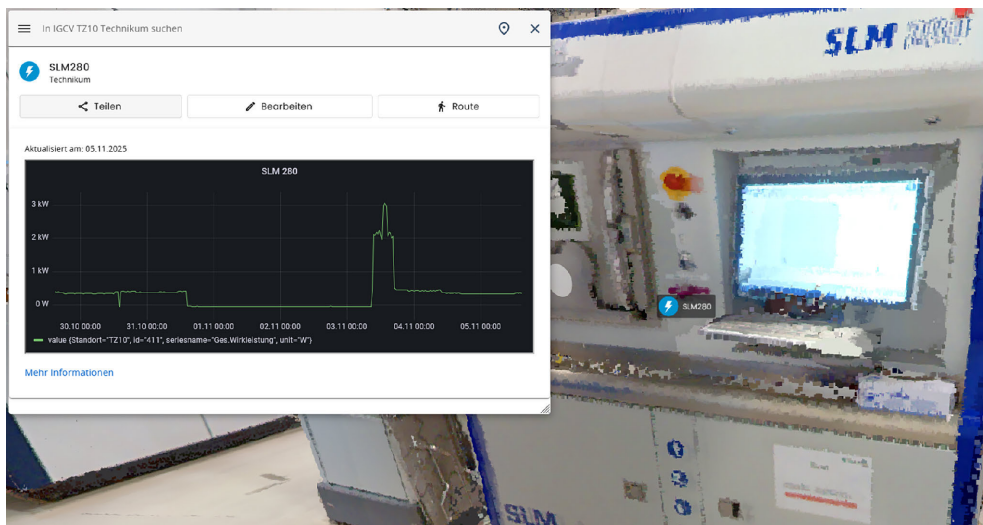 In IGCV TZ10 Technikum suchen
SLM280
Technikum
Teilen
Bearbeiten
Route
Aktualisiert am: 05.11.2025
SLM 280
3 kW
2 kW
1 kW
0 W
30.10 00:00 31.10 00:00 01.11 00:00 02.11 00:00 03.11 00:00 04.11 00:00 05.11 00:00
value {Standort="TZ10", id="411", seriesname="Ges.Wirkleistung", unit="W"}
Mehr Informationen
SLM
SLM280
SLM